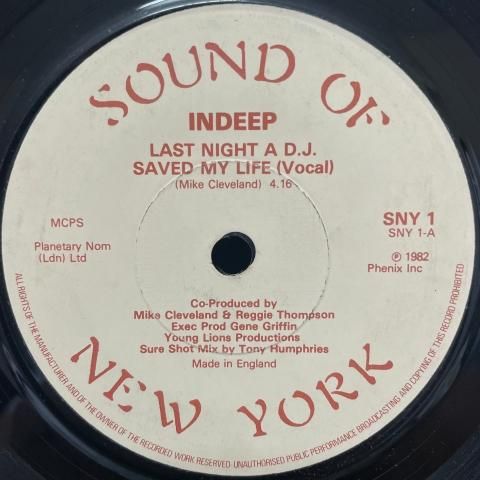 SOUND OF
INDEEP
LAST NIGHT A D.J.
SAVED MY LIFE (Vocal)
(Mike Cleveland) 4.16
MCPS
Planetary Nom
(Ldn) Ltd
SNY 1
SNY 1-A
℗ 1982
Phenix Inc
Co-Produced by
Mike Cleveland & Reggie Thompson
Exec Prod Gene Griffin
Young Lions Productions
Sure Shot Mix by Tony Humphries
Made in England
NEW YORK
ALL RIGHTS OF THE MANUFACTURER AND OF THE OWNER OF THE RECORDED WORK RESERVED·UNAUTHORISED PUBLIC PERFORMANCE BROADCASTING AND COPYING OF THIS RECORD PROHIBITED